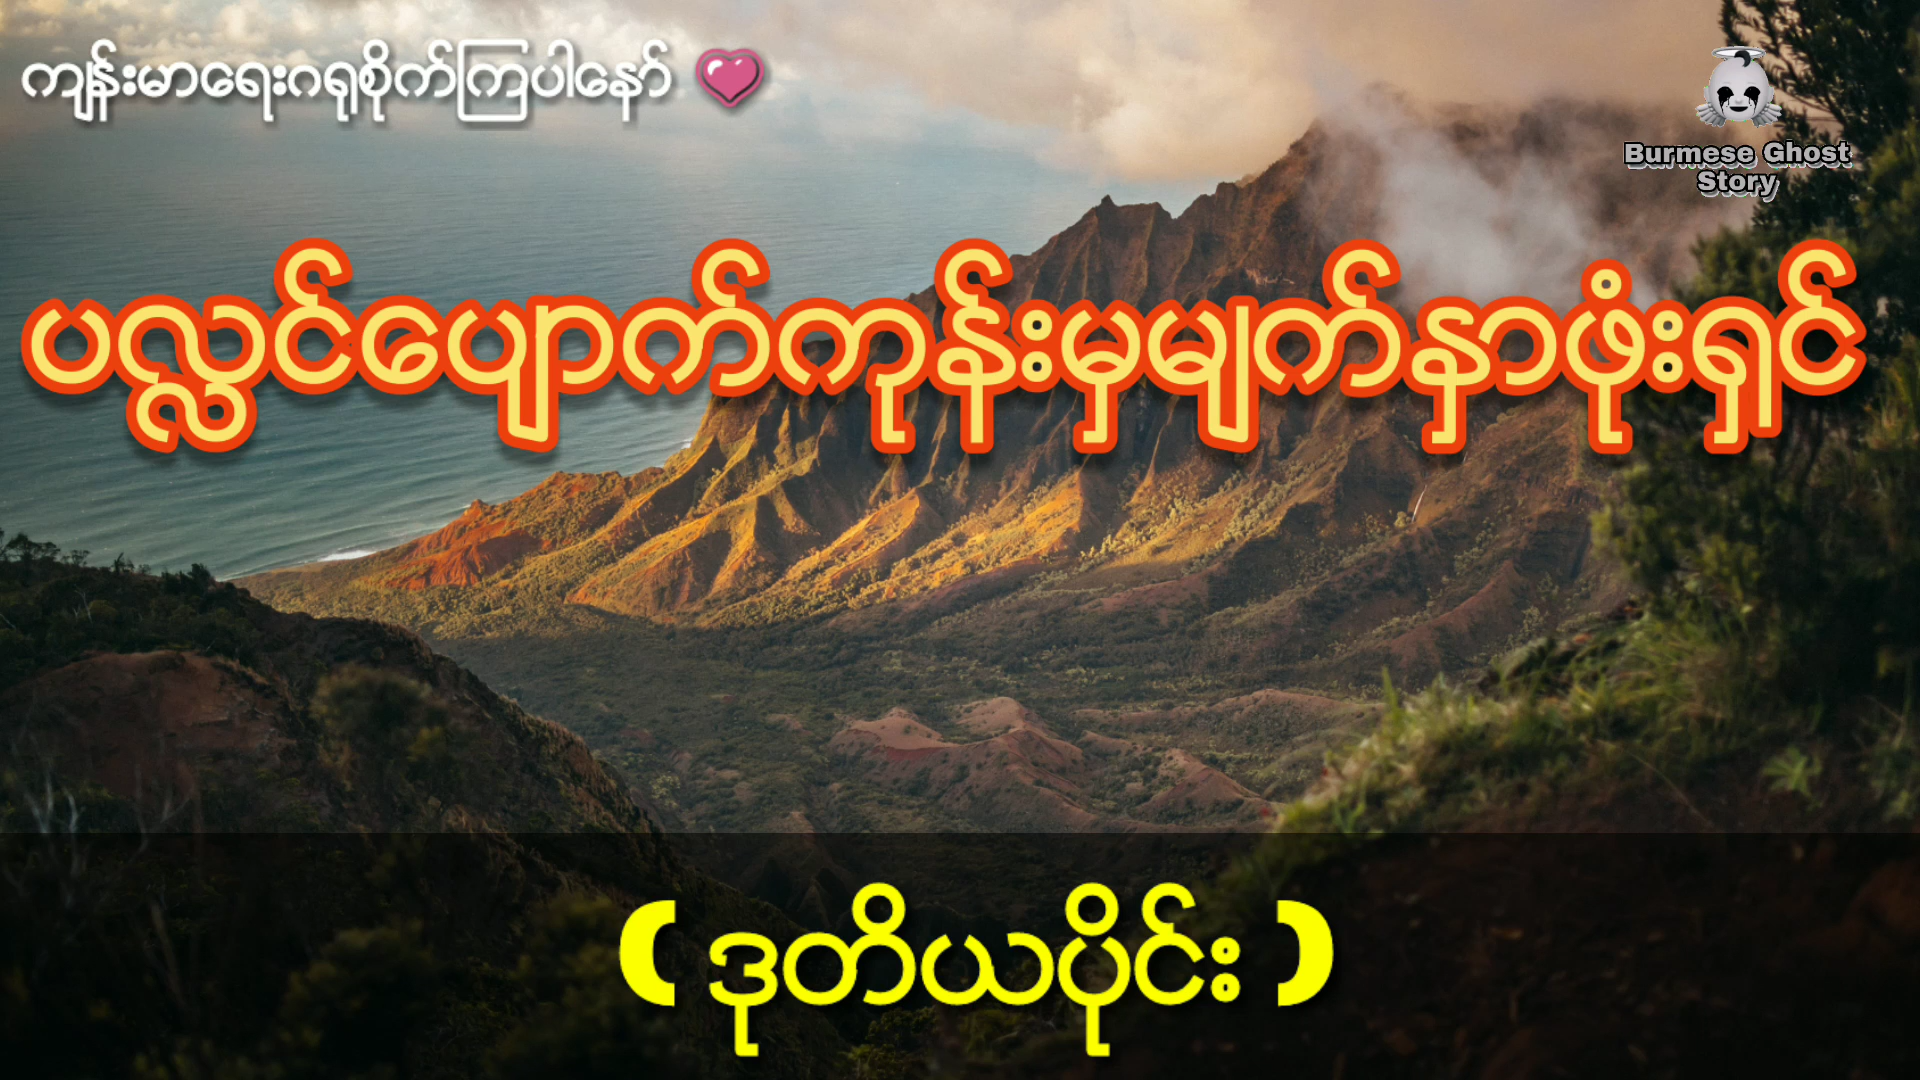 ကျန်းမာရေးဂရုစိုက်ကြပါနော် 💗
Burmese Ghost
Story
ပလ္လင်ပျောက်ကုန်းမှမျက်နှာဖုံးရှင်
( ဒုတိယပိုင်း )